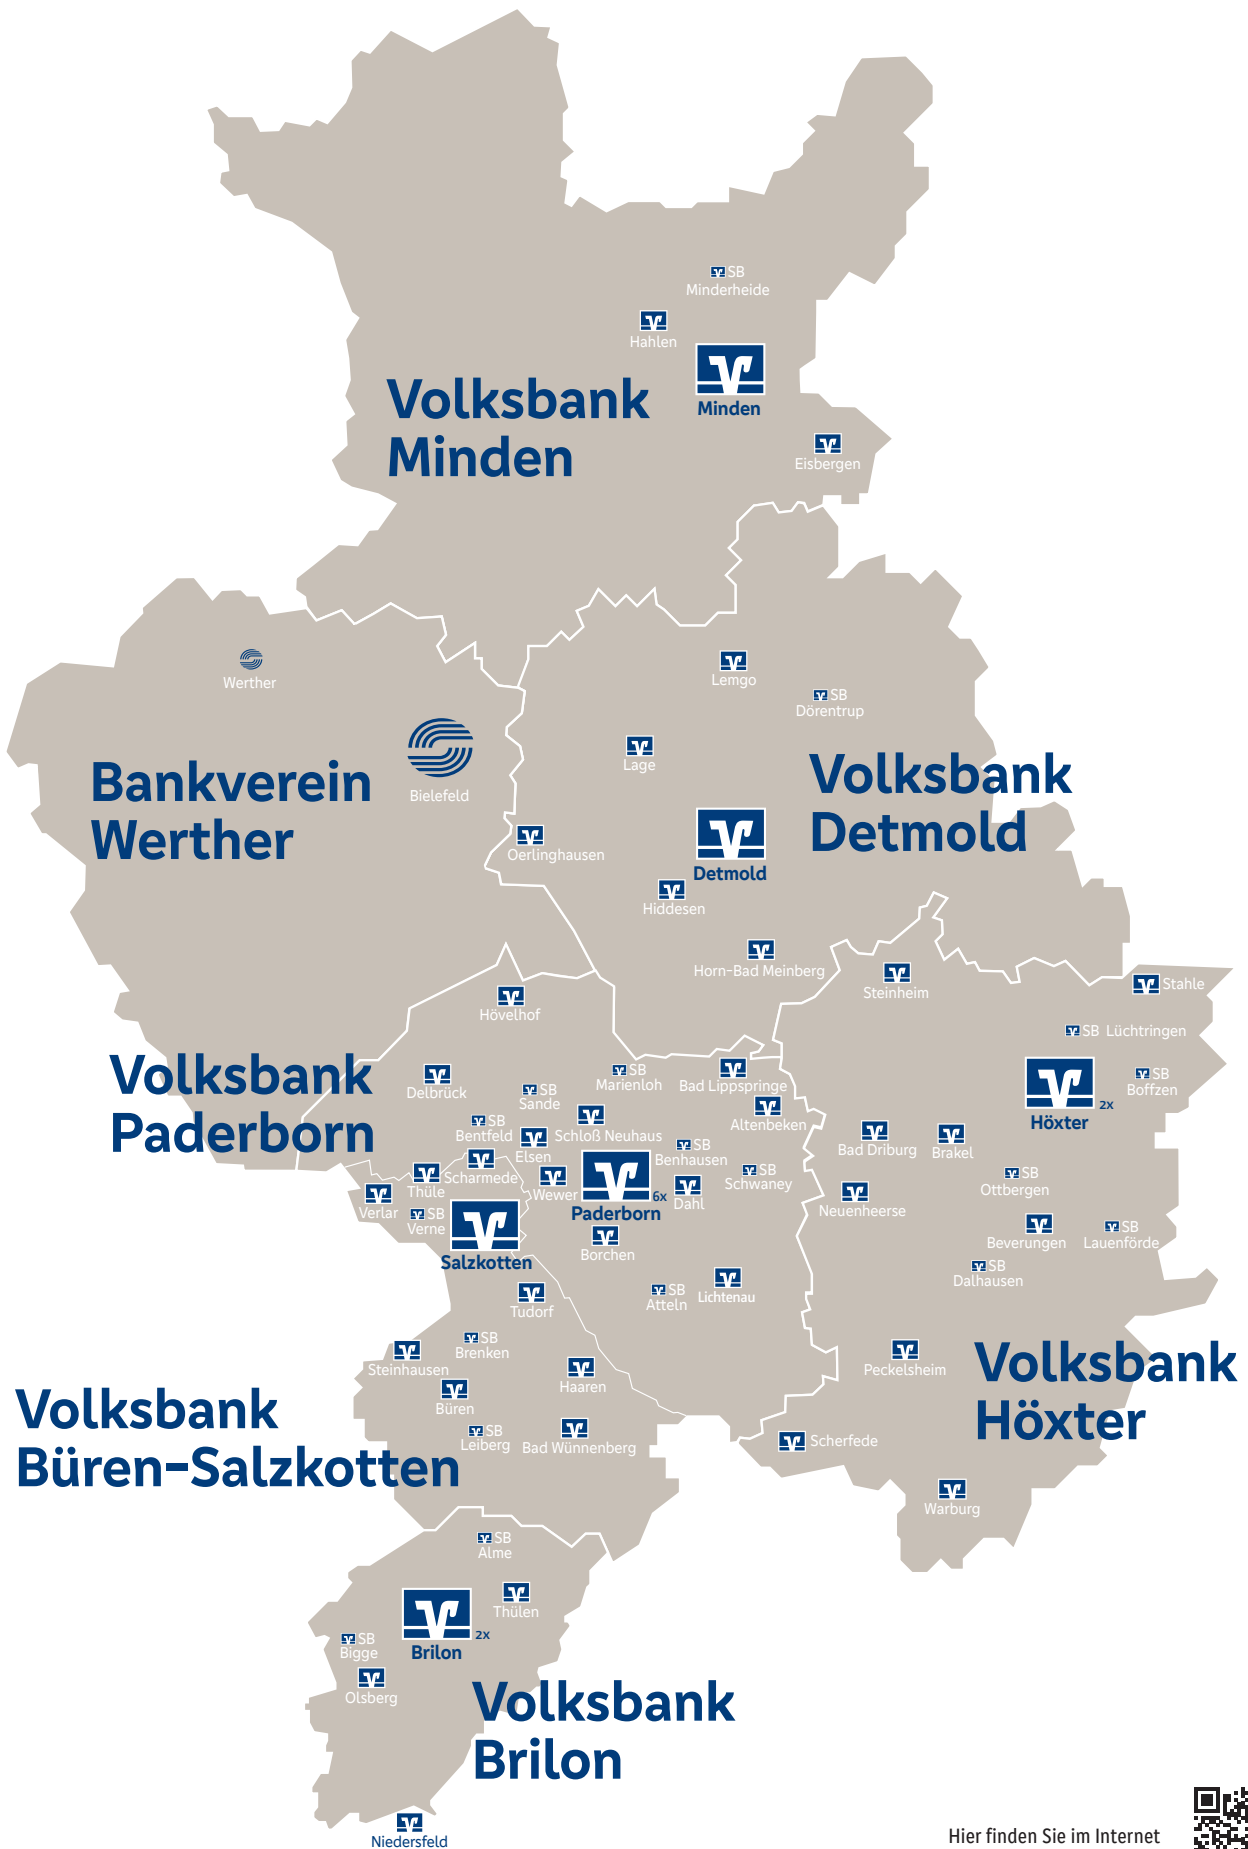 SB
Minderheide
Hahlen
Minden
Volksbank
Minden
Eisbergen
Werther
Bielefeld
Bankverein
Werther
Lemgo
SB
Dörentrup
Lage
Volksbank
Detmold
Oerlinghausen
Detmold
Hiddesen
Horn-Bad Meinberg
Steinheim
Stahle
SB Lüchtringen
SB
Boffzen
2x
Höxter
Bad Driburg
Brakel
SB
Ottbergen
Neuenheerse
Beverungen
SB
Lauenförde
SB
Dalhausen
Peckelsheim
Volksbank
Höxter
Scherfede
Warburg
Hövelhof
Volksbank
Paderborn
Delbrück
SB
Sande
SB
Marienloh
Bad Lippspringe
Altenbeken
SB
Bentfeld
Elsen
Schloß Neuhaus
SB
Benhausen
SB
Schwaney
Scharmede
Thüle
Wewer
6x
Paderborn
Dahl
Verlar
SB
Verne
Salzkotten
Borchen
SB
Atteln
Lichtenau
Tudorf
SB
Brenken
Steinhausen
Haaren
Büren
SB
Leiberg
Bad Wünnenberg
Volksbank
Büren-Salzkotten
SB
Alme
Thülen
2x
Brilon
SB
Bigge
Olsberg
Volksbank
Brilon
Niedersfeld
Hier finden Sie im Internet